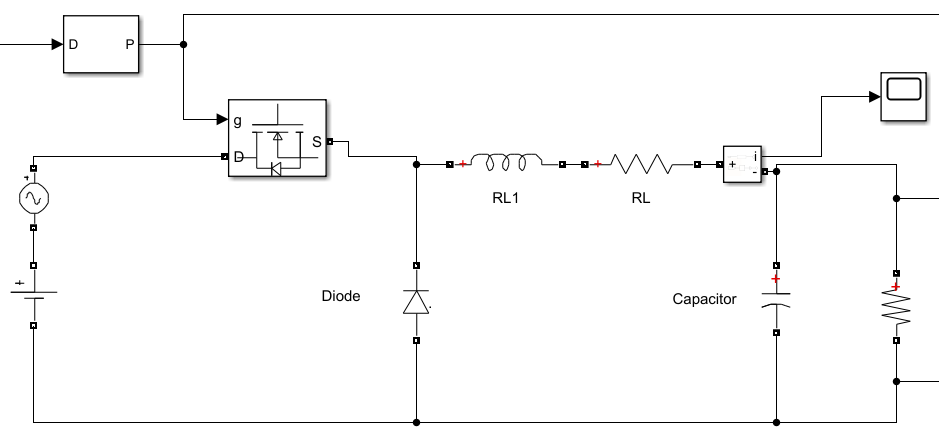 D P
g
D S
i
+
-
RL1 RL
Diode
Capacitor